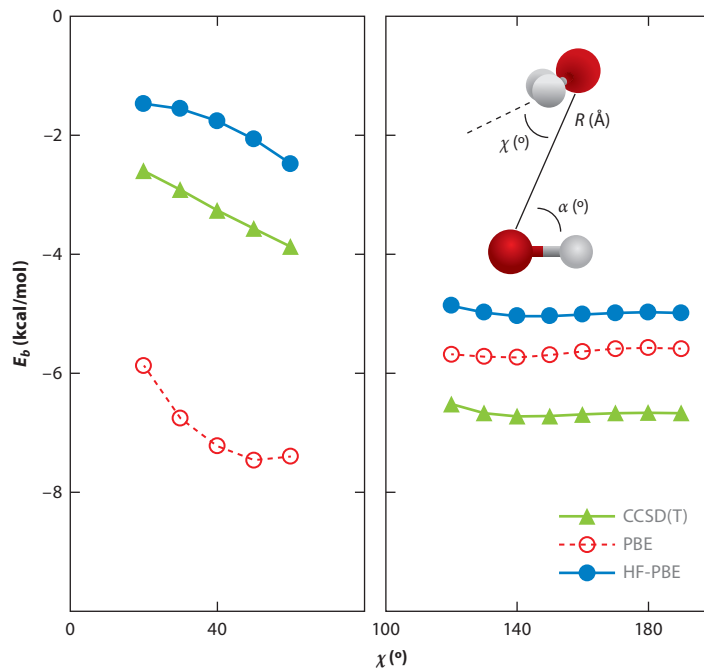 0
−2
−4
−6
−8
E_b (kcal/mol)
0
40
100
140
180
χ (°)
R (Å)
χ (°)
α (°)
CCSD(T)
PBE
HF-PBE